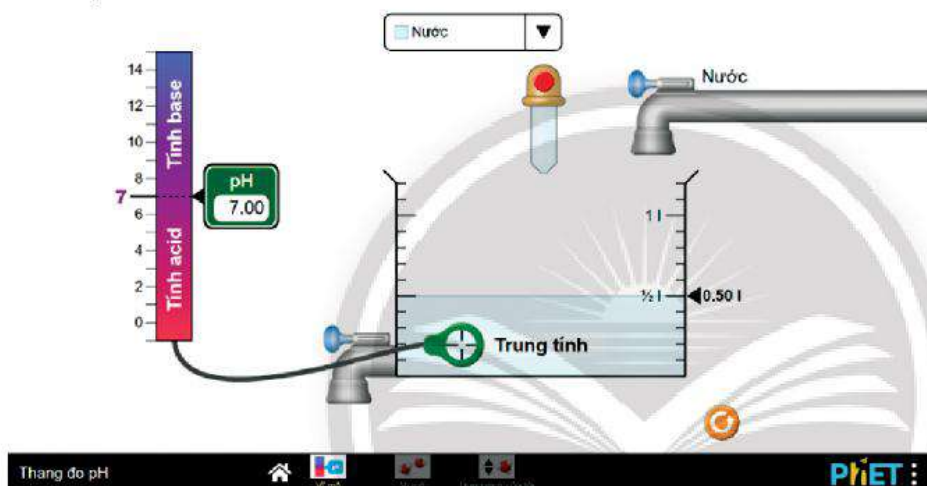 Nước
Nước
14
12
10
8
7
6
4
2
0
Tính base
Tính acid
pH
7.00
1 l
½ l
0.50 l
Trung tính
Thang đo pH
PhET